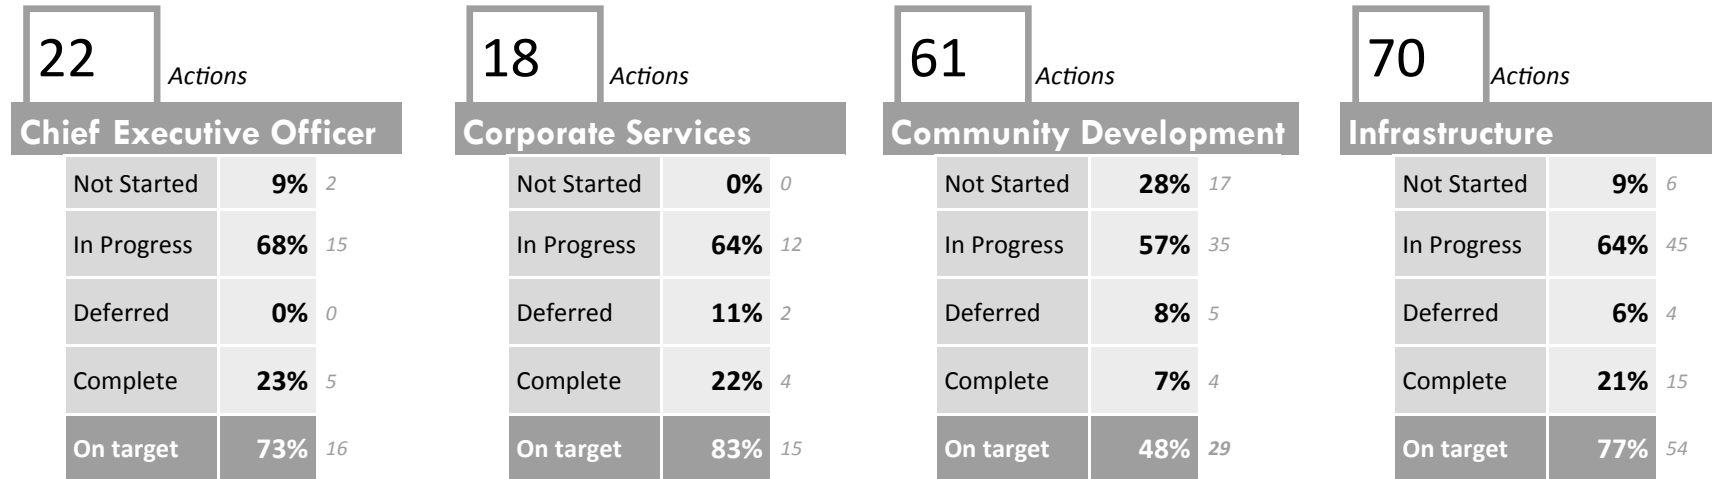 22 Actions
Chief Executive Officer
Not Started 9% 2
In Progress 68% 15
Deferred 0% 0
Complete 23% 5
On target 73% 16
18 Actions
Corporate Services
Not Started 0% 0
In Progress 64% 12
Deferred 11% 2
Complete 22% 4
On target 83% 15
61 Actions
Community Development
Not Started 28% 17
In Progress 57% 35
Deferred 8% 5
Complete 7% 4
On target 48% 29
70 Actions
Infrastructure
Not Started 9% 6
In Progress 64% 45
Deferred 6% 4
Complete 21% 15
On target 77% 54